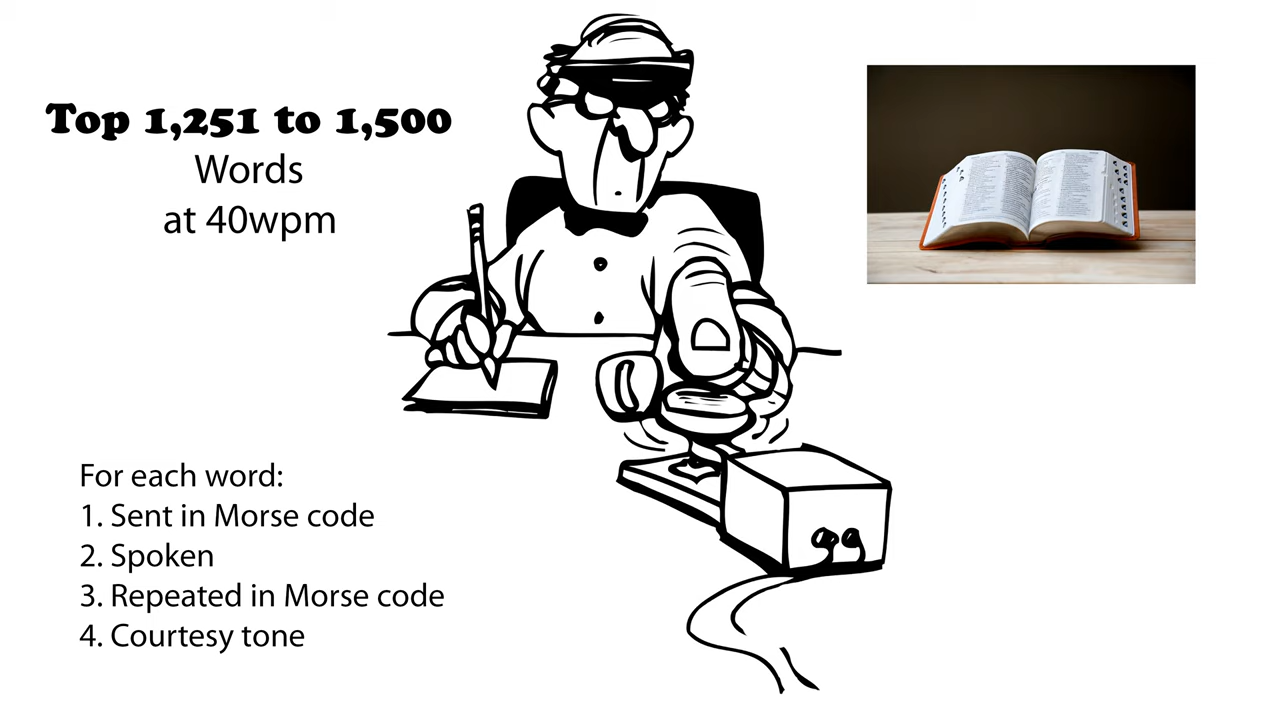 Top 1,251 to 1,500
Words
at 40wpm
For each word:
1. Sent in Morse code
2. Spoken
3. Repeated in Morse code
4. Courtesy tone